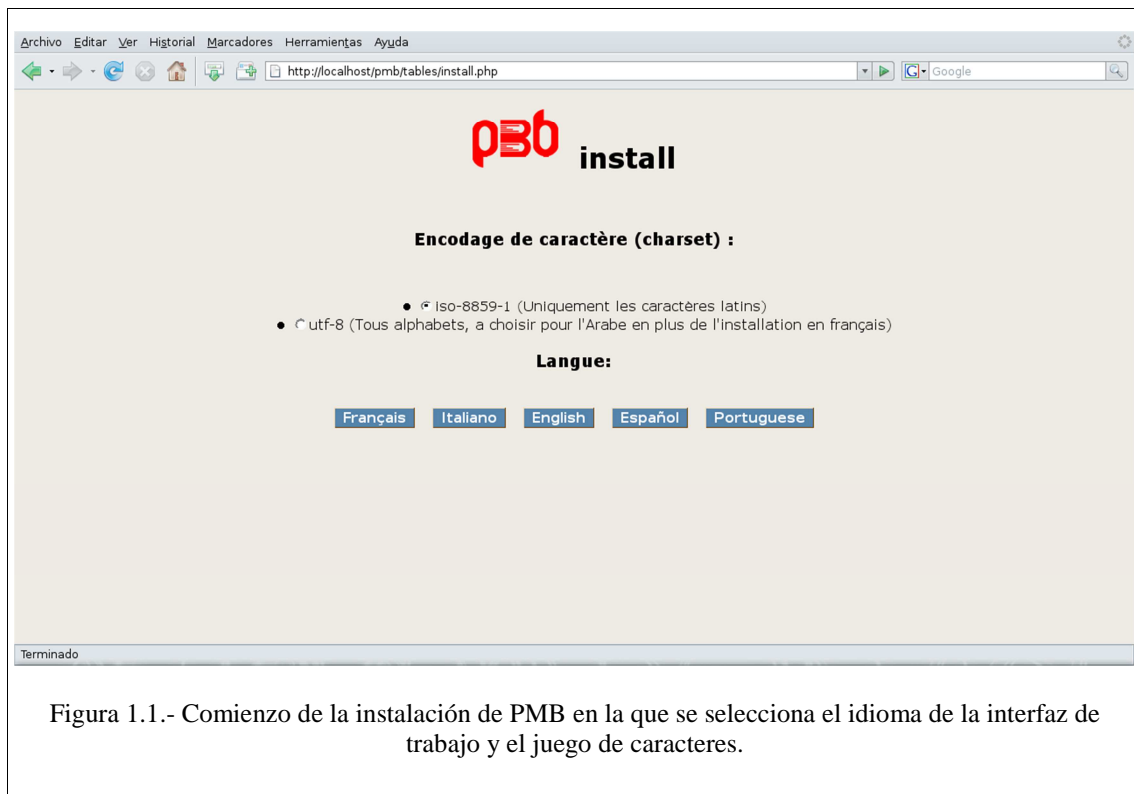 Archivo Editar Ver Historial Marcadores Herramientas Ayuda
http://localhost/pmb/tables/install.php
G Google
pmb install
Encodage de caractère (charset) :
iso-8859-1 (Uniquement les caractères latins)
utf-8 (Tous alphabets, a choisir pour l'Arabe en plus de l'installation en français)
Langue:
Français Italiano English Español Portuguese
Terminado
Figura 1.1.- Comienzo de la instalación de PMB en la que se selecciona el idioma de la interfaz de
trabajo y el juego de caracteres.